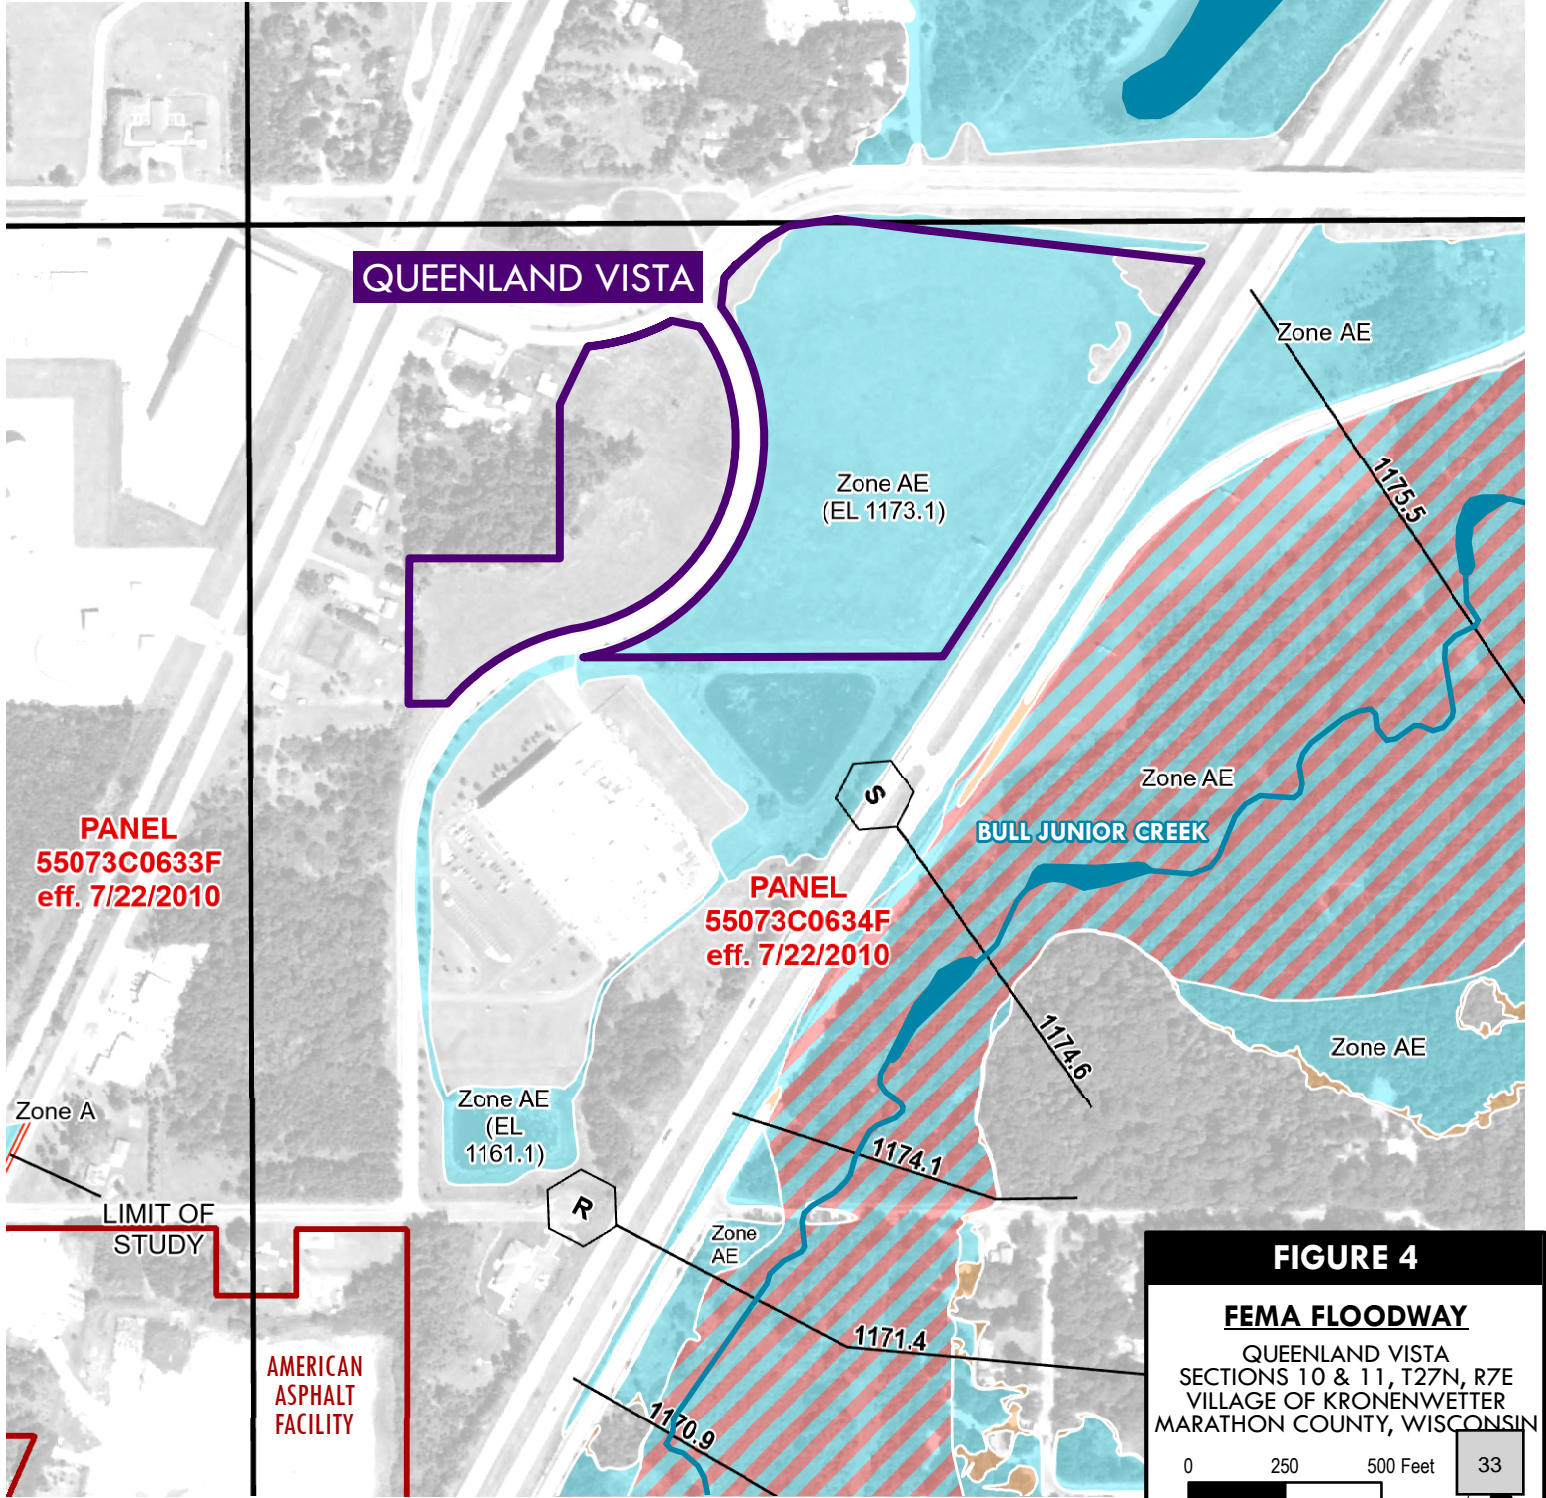 QUEENLAND VISTA
Zone AE
1175.5
Zone AE
(EL 1173.1)
Zone AE
S
BULL JUNIOR CREEK
PANEL
55073C0633F
eff. 7/22/2010
PANEL
55073C0634F
eff. 7/22/2010
1174.6
Zone AE
Zone A
Zone AE
(EL
1161.1)
1174.1
R
LIMIT OF
STUDY
Zone
AE
1171.4
AMERICAN
ASPHALT
FACILITY
1170.9
FIGURE 4
FEMA FLOODWAY
QUEENLAND VISTA
SECTIONS 10 & 11, T27N, R7E
VILLAGE OF KRONENWETTER
MARATHON COUNTY, WISCONSIN
0 250 500 Feet
33